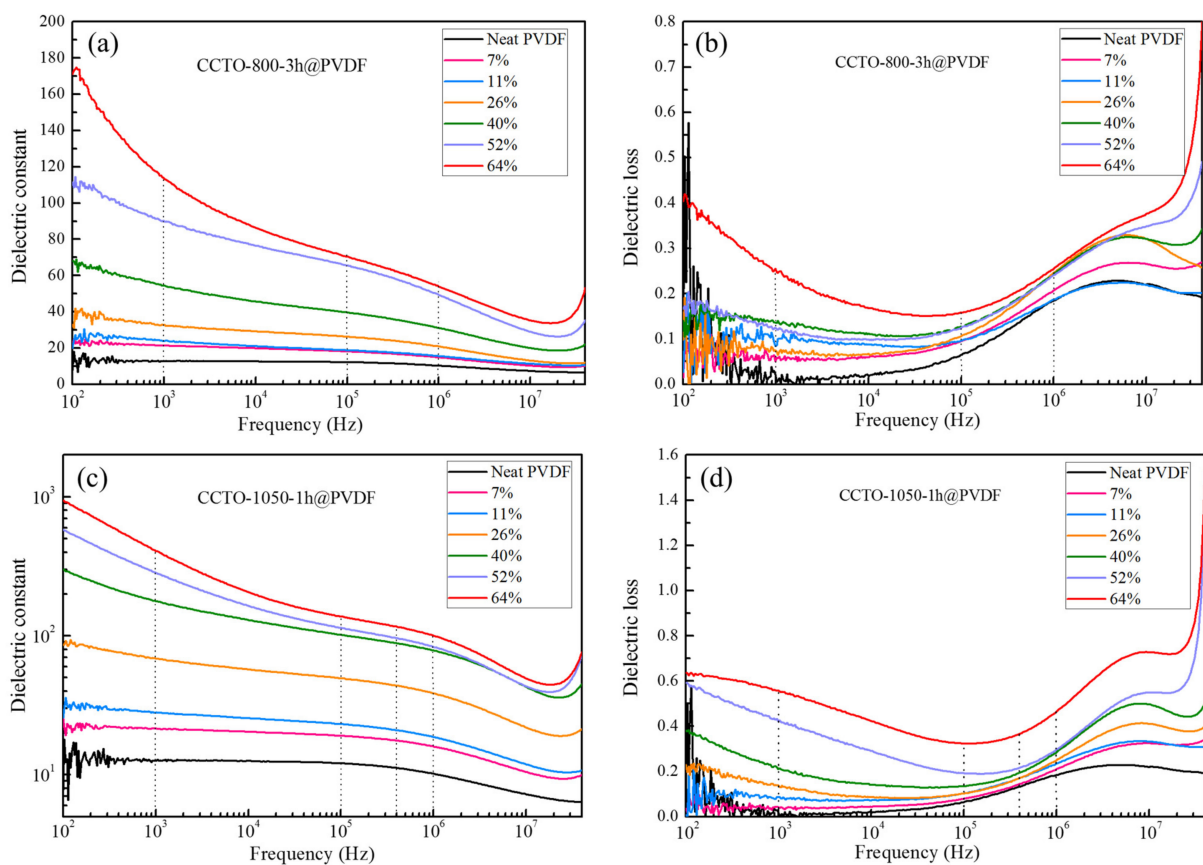 (a)
CCTO-800-3h@PVDF
Neat PVDF
7%
11%
26%
40%
52%
64%
200
180
160
140
120
100
80
60
40
20
0
Dielectric constant
10² 10³ 10⁴ 10⁵ 10⁶ 10⁷
Frequency (Hz)
(b)
CCTO-800-3h@PVDF
Neat PVDF
7%
11%
26%
40%
52%
64%
0.8
0.7
0.6
0.5
0.4
0.3
0.2
0.1
0.0
Dielectric loss
10² 10³ 10⁴ 10⁵ 10⁶ 10⁷
Frequency (Hz)
(c)
CCTO-1050-1h@PVDF
Neat PVDF
7%
11%
26%
40%
52%
64%
10³
10²
10¹
Dielectric constant
10² 10³ 10⁴ 10⁵ 10⁶ 10⁷
Frequency (Hz)
(d)
CCTO-1050-1h@PVDF
Neat PVDF
7%
11%
26%
40%
52%
64%
1.6
1.4
1.2
1.0
0.8
0.6
0.4
0.2
0.0
Dielectric loss
10² 10³ 10⁴ 10⁵ 10⁶ 10⁷
Frequency (Hz)